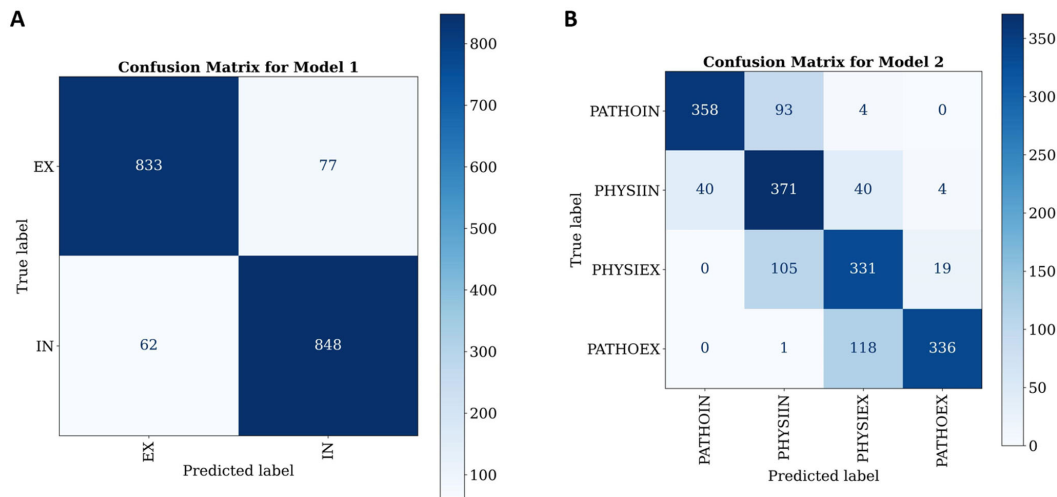 A
Confusion Matrix for Model 1
True label
EX
IN
833 77
62 848
EX IN
Predicted label
800
700
600
500
400
300
200
100
B
Confusion Matrix for Model 2
True label
PATHOIN
PHYSIIN
PHYSIEX
PATHOEX
358 93 4 0
40 371 40 4
0 105 331 19
0 1 118 336
PATHOIN PHYSIIN PHYSIEX PATHOEX
Predicted label
350
300
250
200
150
100
50
0